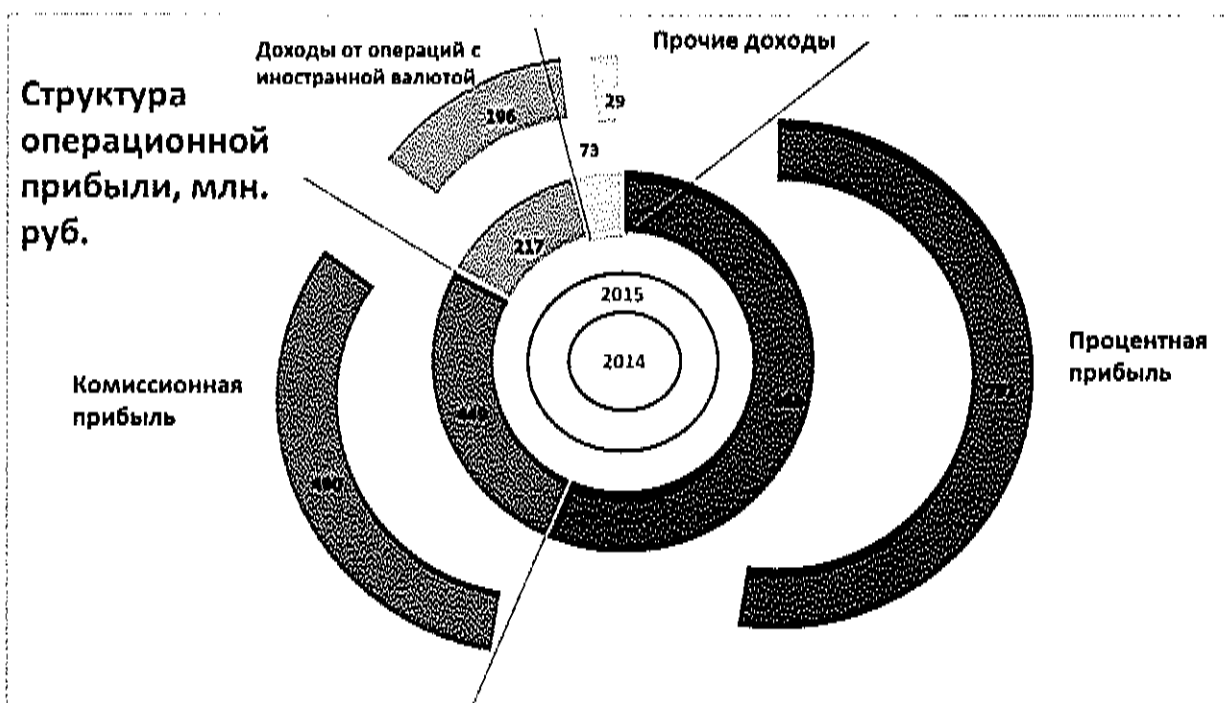 Структура
операционной
прибыли, млн.
руб.
Доходы от операций с
иностранной валютой
Прочие доходы
196
29
73
217
2015
2014
Процентная
прибыль
Комиссионная
прибыль